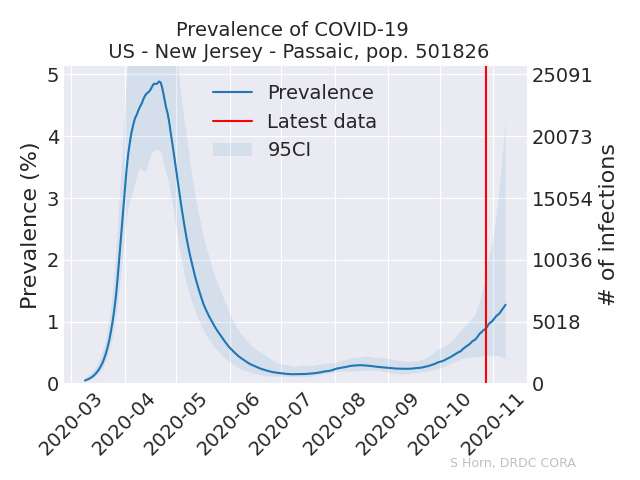 Prevalence of COVID-19
US - New Jersey - Passaic, pop. 501826
Prevalence
Latest data
95CI
Prevalence (%)
5
4
3
2
1
0
25091
20073
15054
10036
5018
0
# of infections
2020-03
2020-04
2020-05
2020-06
2020-07
2020-08
2020-09
2020-10
2020-11
S Horn, DRDC CORA